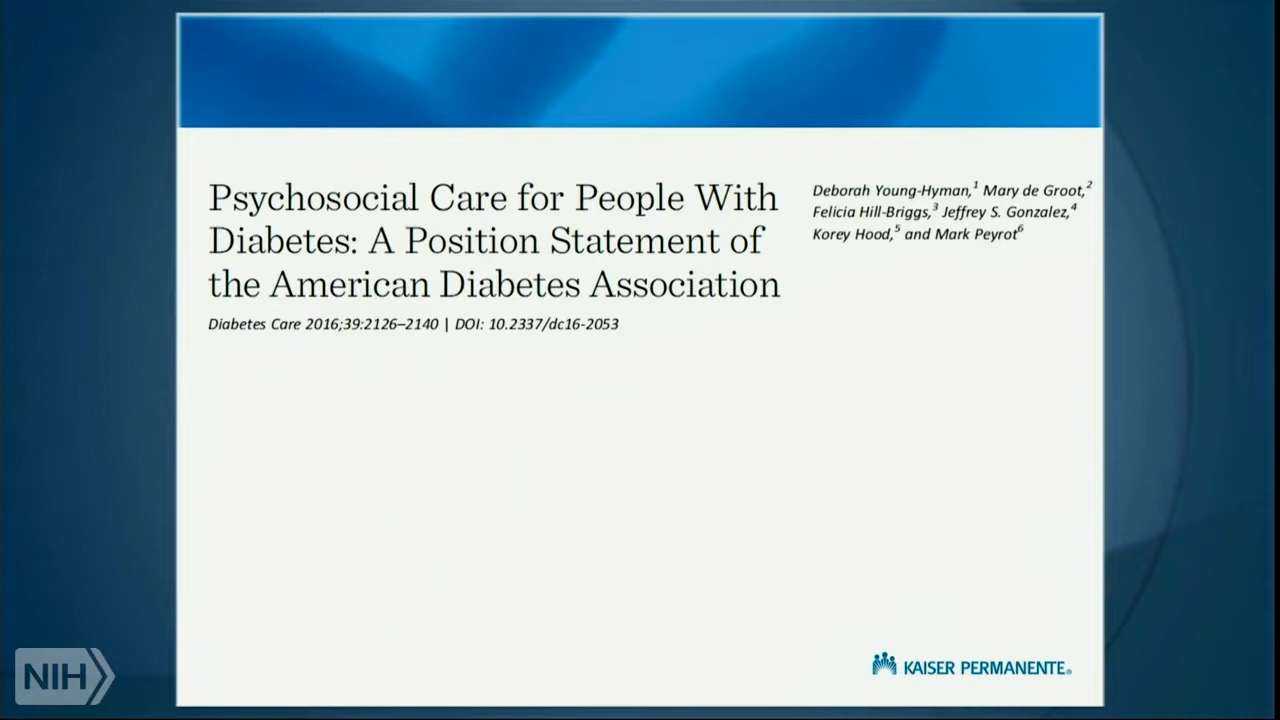 Psychosocial Care for People With
Diabetes: A Position Statement of
the American Diabetes Association
Diabetes Care 2016;39:2126–2140 | DOI: 10.2337/dc16-2053
Deborah Young-Hyman,1 Mary de Groot,2
Felicia Hill-Briggs,3 Jeffrey S. Gonzalez,4
Korey Hood,5 and Mark Peyrot6
KAISER PERMANENTE®
NIH